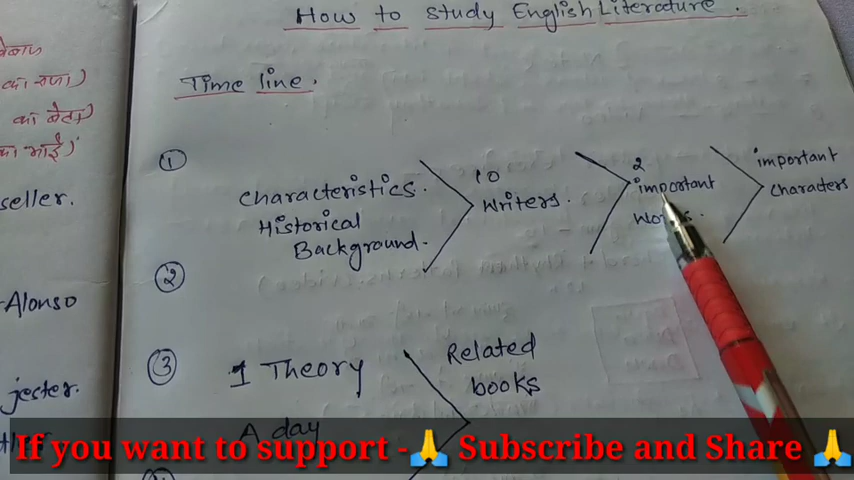 का राजा)
का बेटा)
का भाई)
seller.
Alonso
jester.
How to study English Literature.
Time line.
①
Characteristics.
Historical
Background.
10
Writers.
2
important
important
characters
②
③
1 Theory
A day
Related
books
If you want to support -🙏 Subscribe and Share 🙏